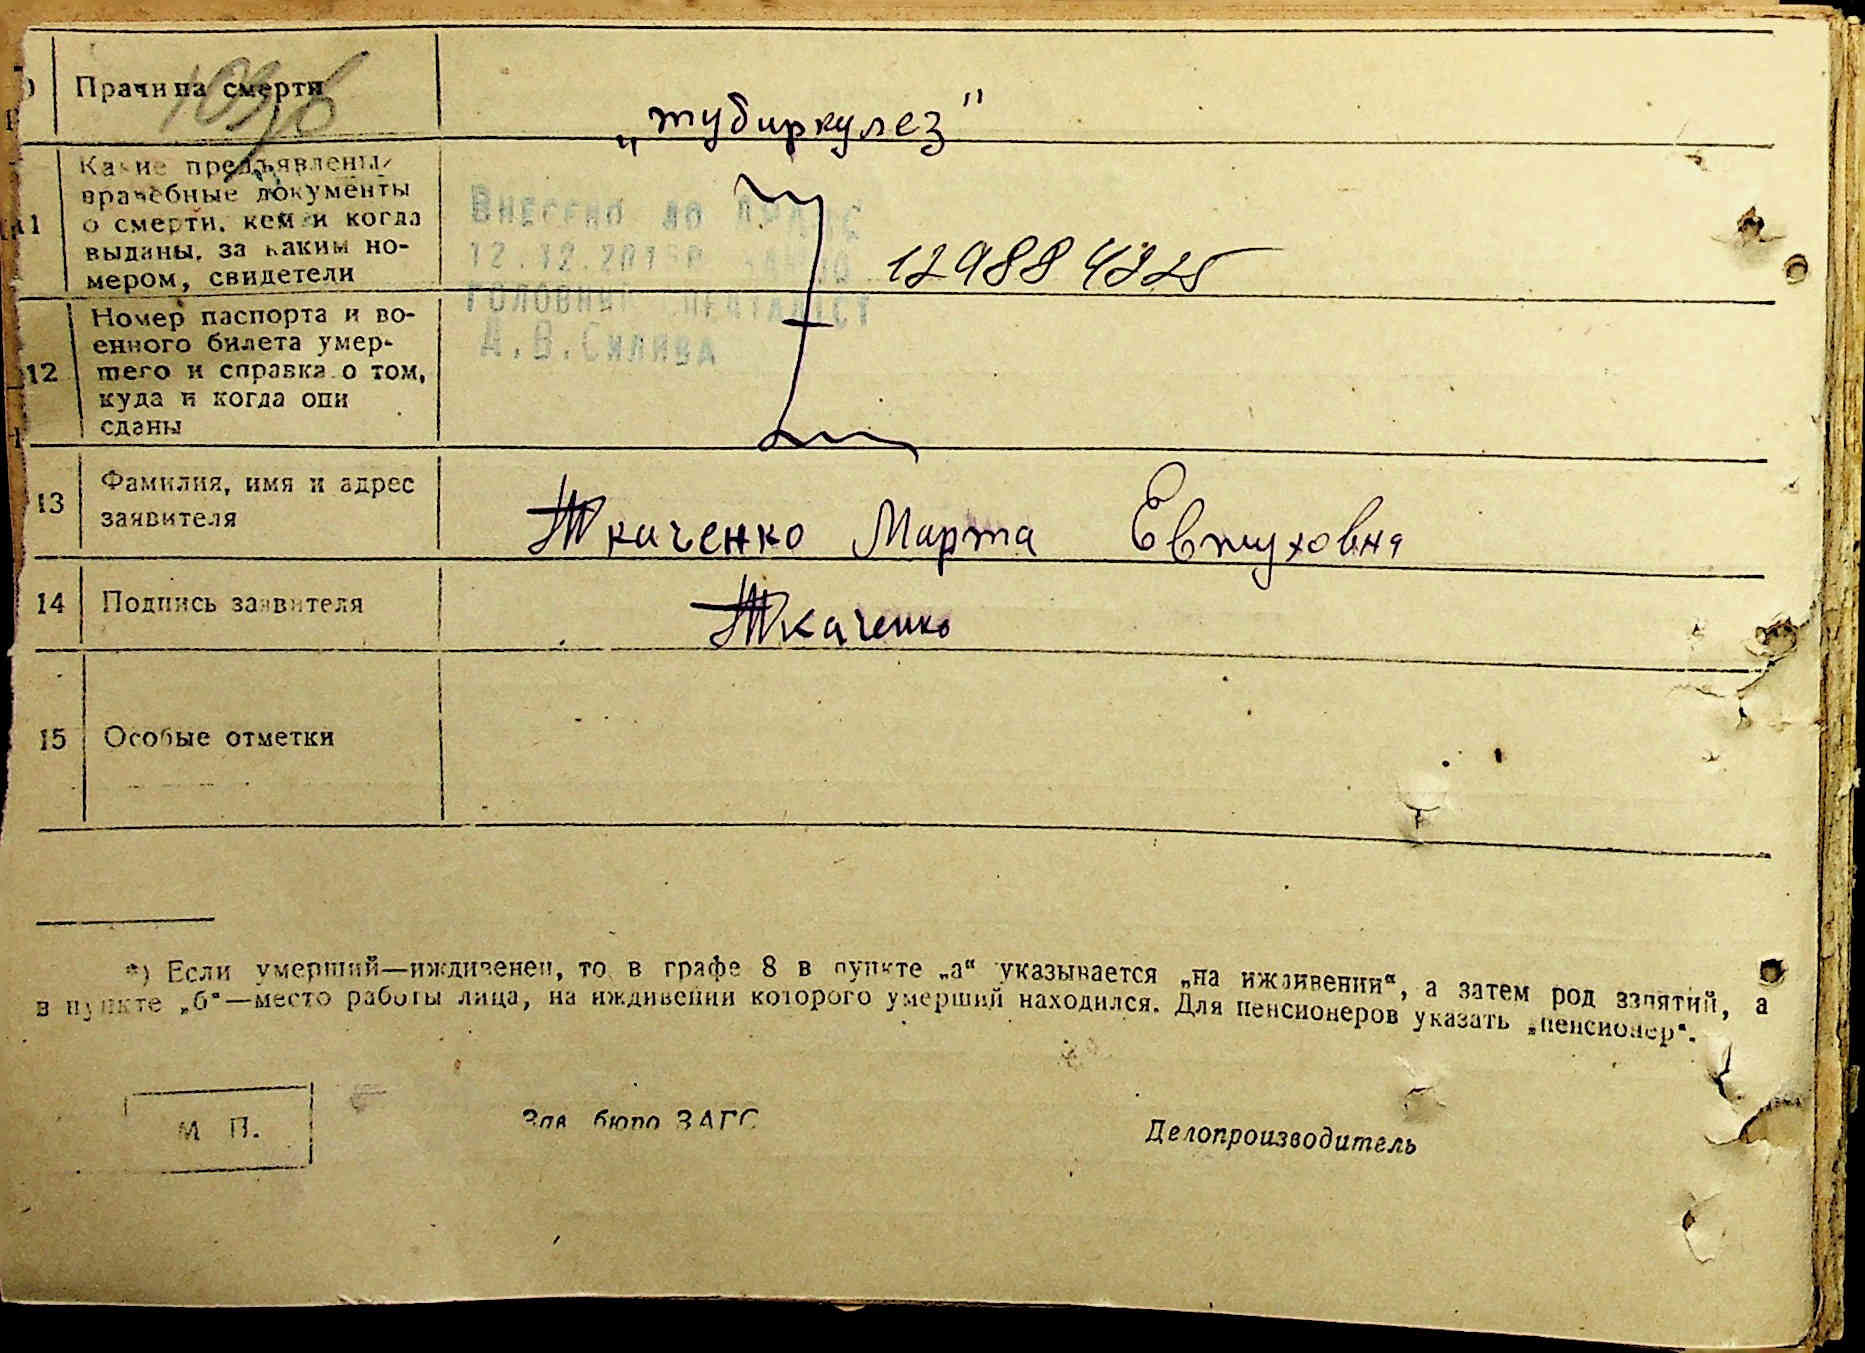 Причина смерти
„тубиркулез"
11 Какие предъявлены
врачебные документы
о смерти, кем и когда
выданы, за каким но-
мером, свидетели
ВНЕСЕНО ДО ДРАЦС
12.12.201
ГОЛОВНИЙ СПЕЦІАЛІСТ
А.В.Силива
12988 4225
12 Номер паспорта и во-
енного билета умер-
шего и справка о том,
куда и когда они
сданы
13 Фамилия, имя и адрес
заявителя
Ткаченко Марта Евтуховна
14 Подпись заявителя
Ткаченко
15 Особые отметки
*) Если умерший—иждивенец, то в графе 8 в пункте „а“ указывается „на иждивении“, а затем род занятий, а
в пункте „б“—место работы лица, на иждивении которого умерший находился. Для пенсионеров указать „пенсионер“.
М П.
Зав. бюро ЗАГС
Делопроизводитель